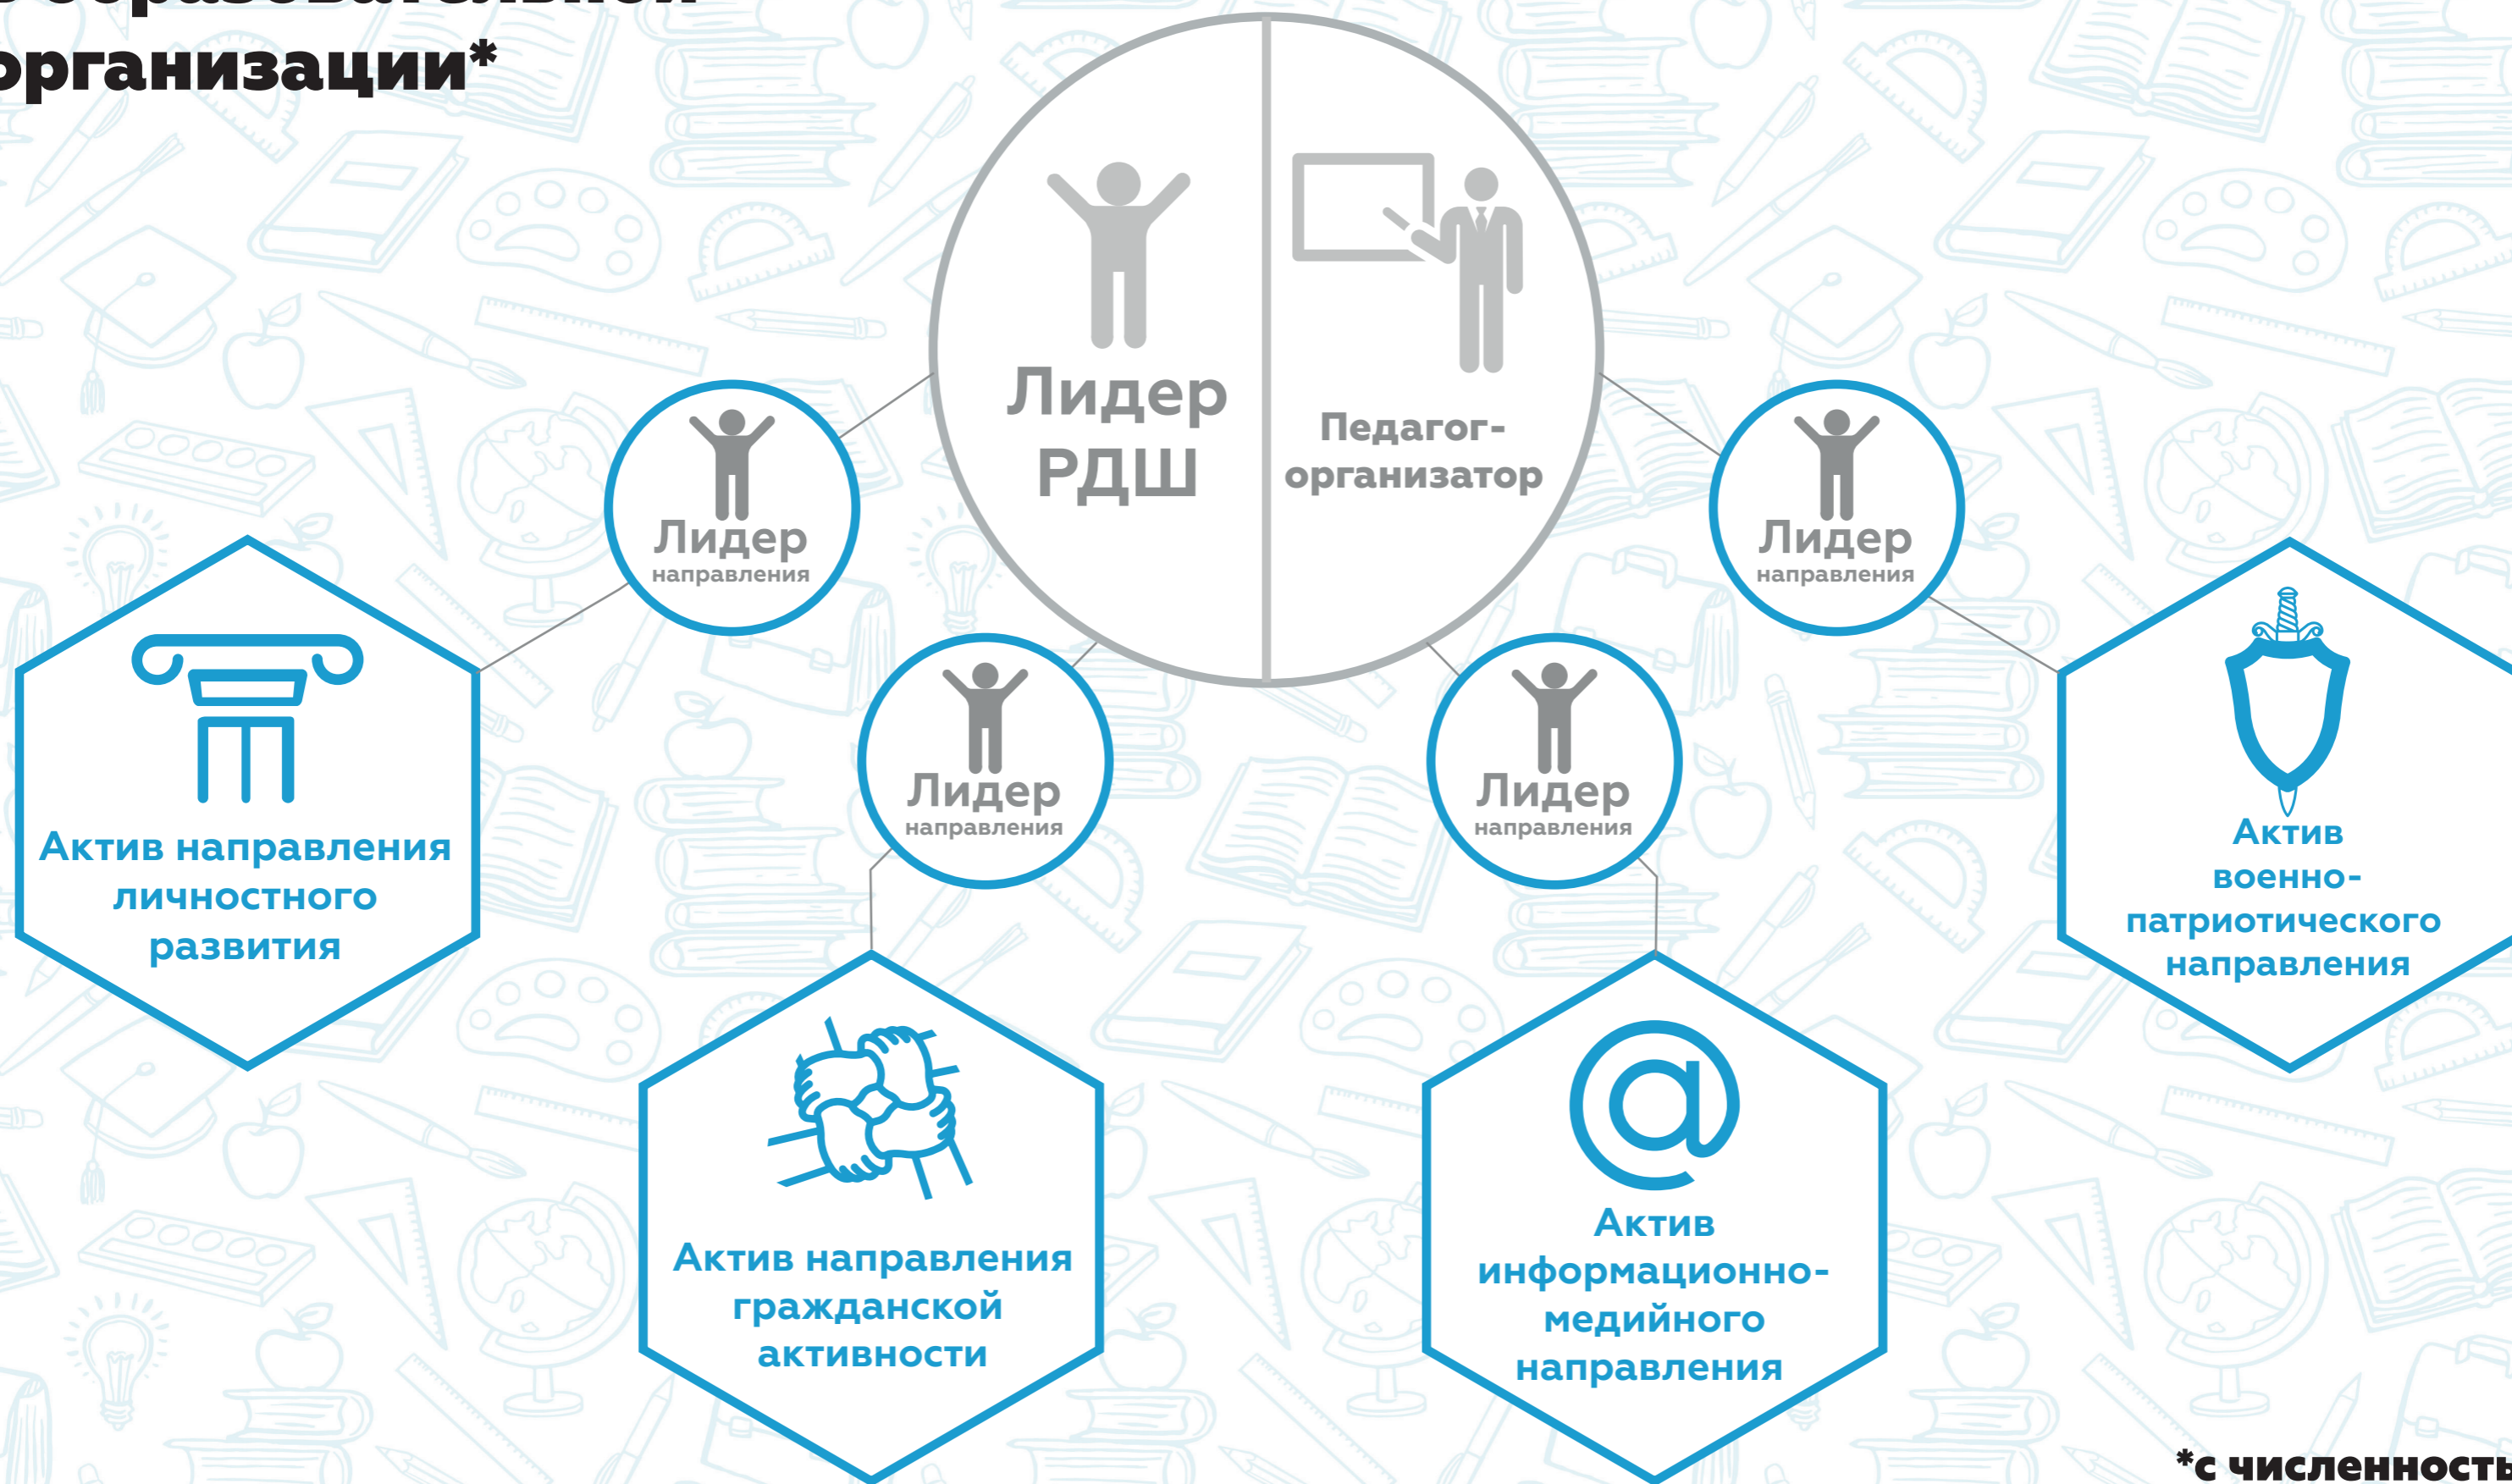 образовательной
организации*
Лидер
РДШ
Педагог-
организатор
Лидер
направления
Лидер
направления
Лидер
направления
Лидер
направления
Актив направления
личностного
развития
Актив
военно-
патриотического
направления
Актив направления
гражданской
активности
Актив
информационно-
медийного
направления
*с численность